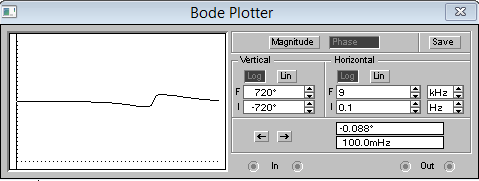 Bode Plotter
Magnitude Phase Save
Vertical Horizontal
Log Lin Log Lin
F 720° F 9 kHz
I -720° I 0.1 Hz
-0.088°
100.0mHz
In Out